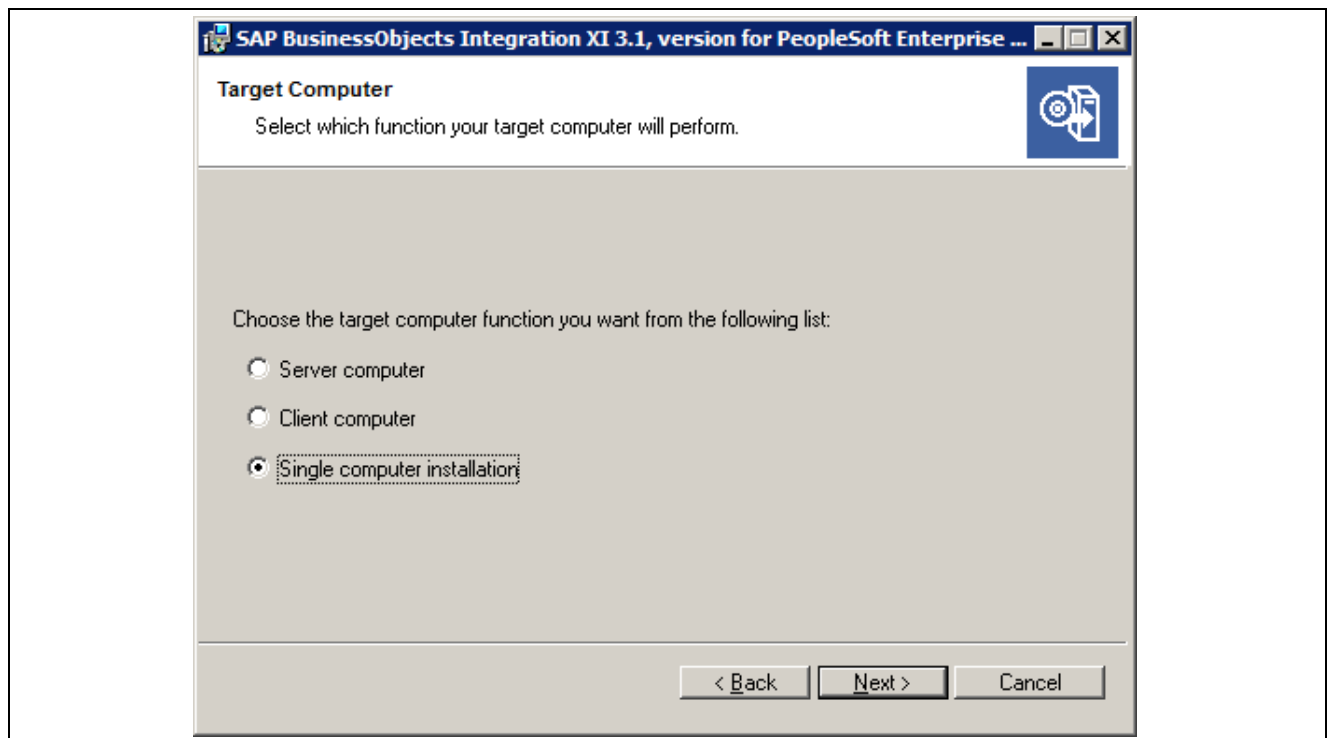 SAP BusinessObjects Integration XI 3.1, version for PeopleSoft Enterprise ...
Target Computer
Select which function your target computer will perform.
Choose the target computer function you want from the following list:
Server computer
Client computer
Single computer installation
< Back
Next >
Cancel